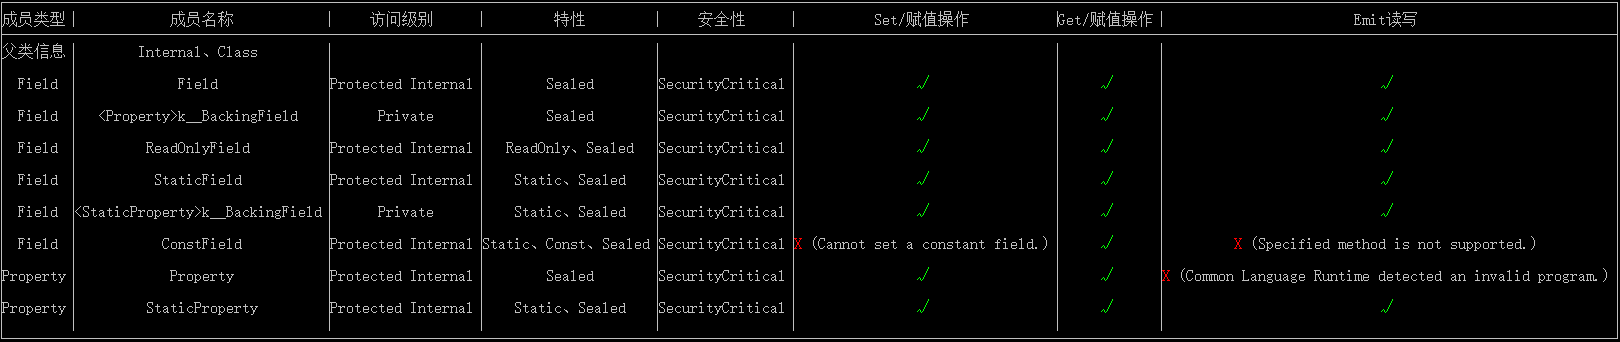 成员类型 成员名称 访问级别 特性 安全性 Set/赋值操作 Get/赋值操作 Emit读写
父类信息 Internal、Class
Field Field Protected Internal Sealed SecurityCritical √ √ √
Field <Property>k__BackingField Private Sealed SecurityCritical √ √ √
Field ReadOnlyField Protected Internal ReadOnly、Sealed SecurityCritical √ √ √
Field StaticField Protected Internal Static、Sealed SecurityCritical √ √ √
Field <StaticProperty>k__BackingField Private Static、Sealed SecurityCritical √ √ √
Field ConstField Protected Internal Static、Const、Sealed SecurityCritical X (Cannot set a constant field.) √ X (Specified method is not supported.)
Property Property Protected Internal Sealed SecurityCritical √ √ X (Common Language Runtime detected an invalid program.)
Property StaticProperty Protected Internal Static、Sealed SecurityCritical √ √ √